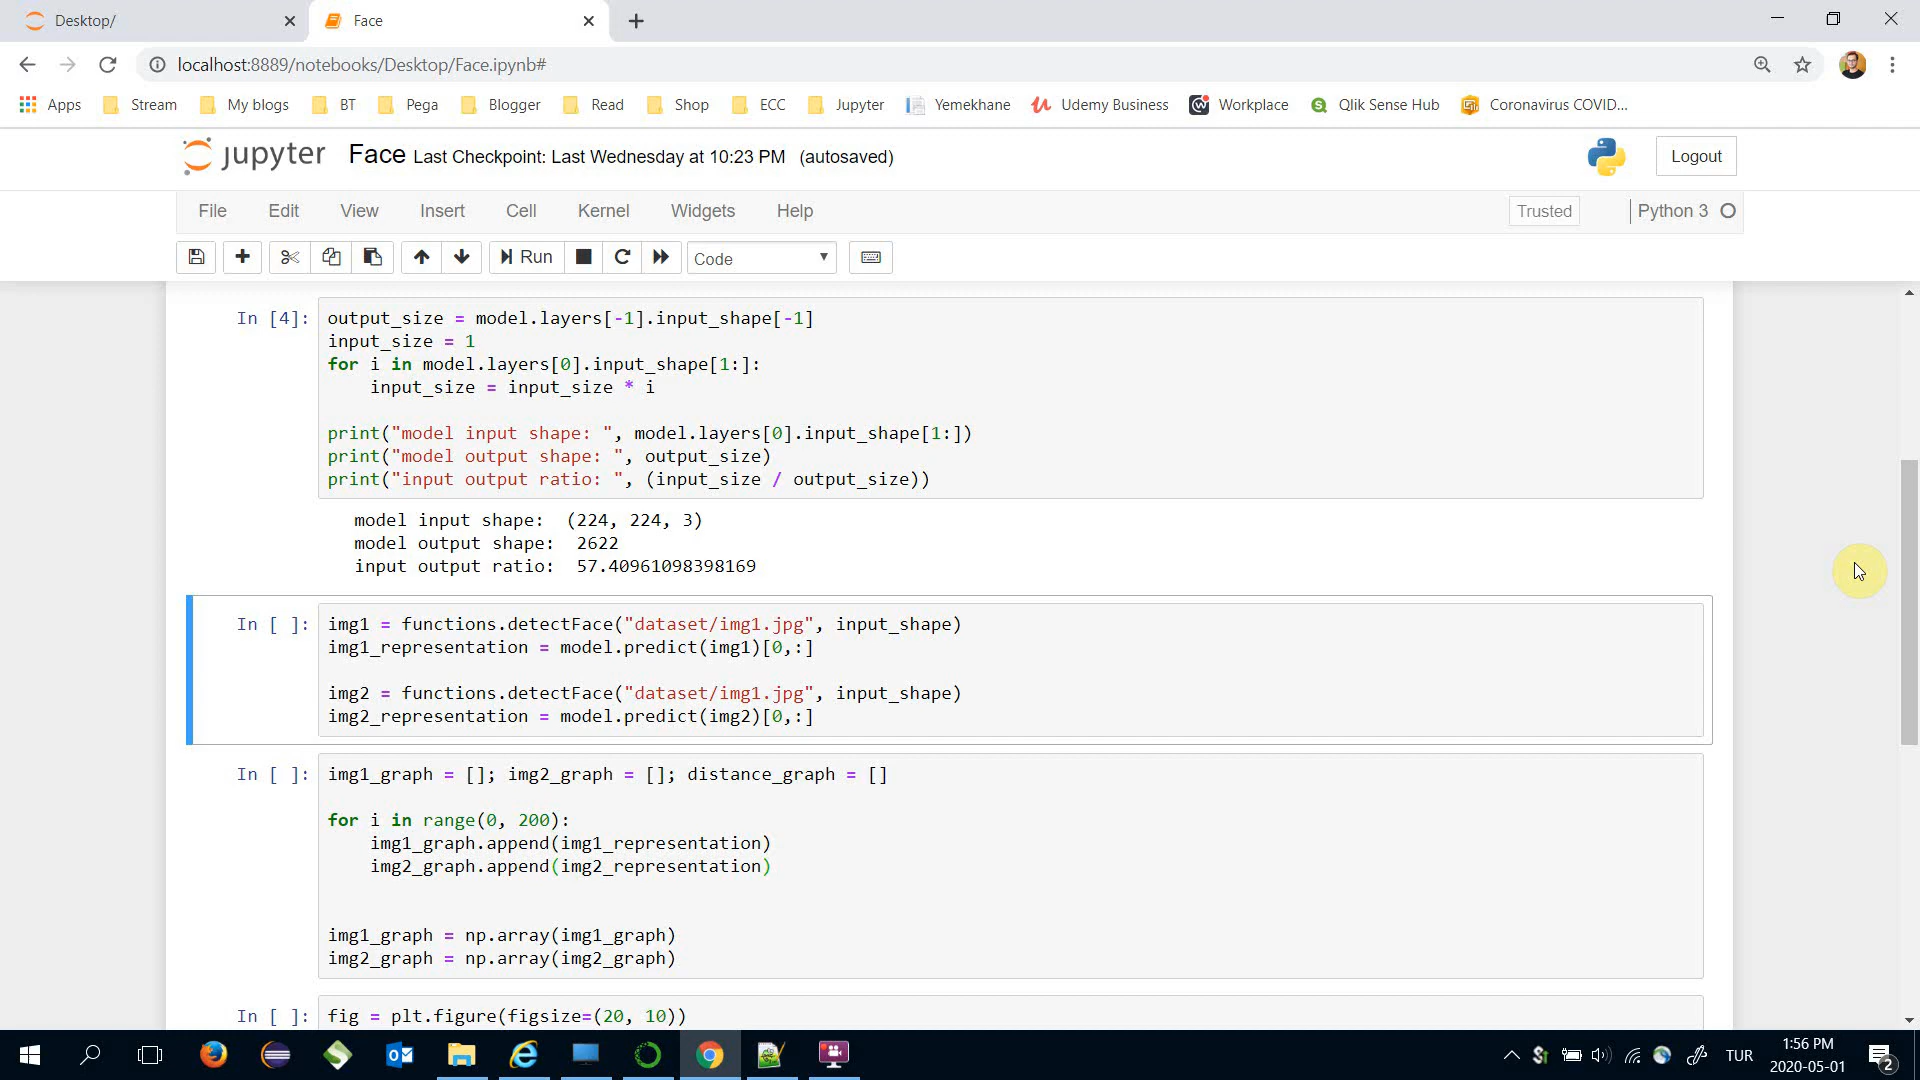 Desktop/
Face
localhost:8889/notebooks/Desktop/Face.ipynb#
Apps Stream My blogs BT Pega Blogger Read Shop ECC Jupyter Yemekhane Udemy Business Workplace Qlik Sense Hub Coronavirus COVID...
jupyter Face Last Checkpoint: Last Wednesday at 10:23 PM (autosaved)
Logout
File Edit View Insert Cell Kernel Widgets Help
Trusted
Python 3
Run
Code
In [4]:
output_size = model.layers[-1].input_shape[-1]
input_size = 1
for i in model.layers[0].input_shape[1:]:
    input_size = input_size * i
print("model input shape: ", model.layers[0].input_shape[1:])
print("model output shape: ", output_size)
print("input output ratio: ", (input_size / output_size))
model input shape:  (224, 224, 3)
model output shape:  2622
input output ratio:  57.40961098398169
In [ ]:
img1 = functions.detectFace("dataset/img1.jpg", input_shape)
img1_representation = model.predict(img1)[0,:]
img2 = functions.detectFace("dataset/img1.jpg", input_shape)
img2_representation = model.predict(img2)[0,:]
In [ ]:
img1_graph = []; img2_graph = []; distance_graph = []
for i in range(0, 200):
    img1_graph.append(img1_representation)
    img2_graph.append(img2_representation)
img1_graph = np.array(img1_graph)
img2_graph = np.array(img2_graph)
In [ ]:
fig = plt.figure(figsize=(20, 10))
TUR
1:56 PM
2020-05-01
2